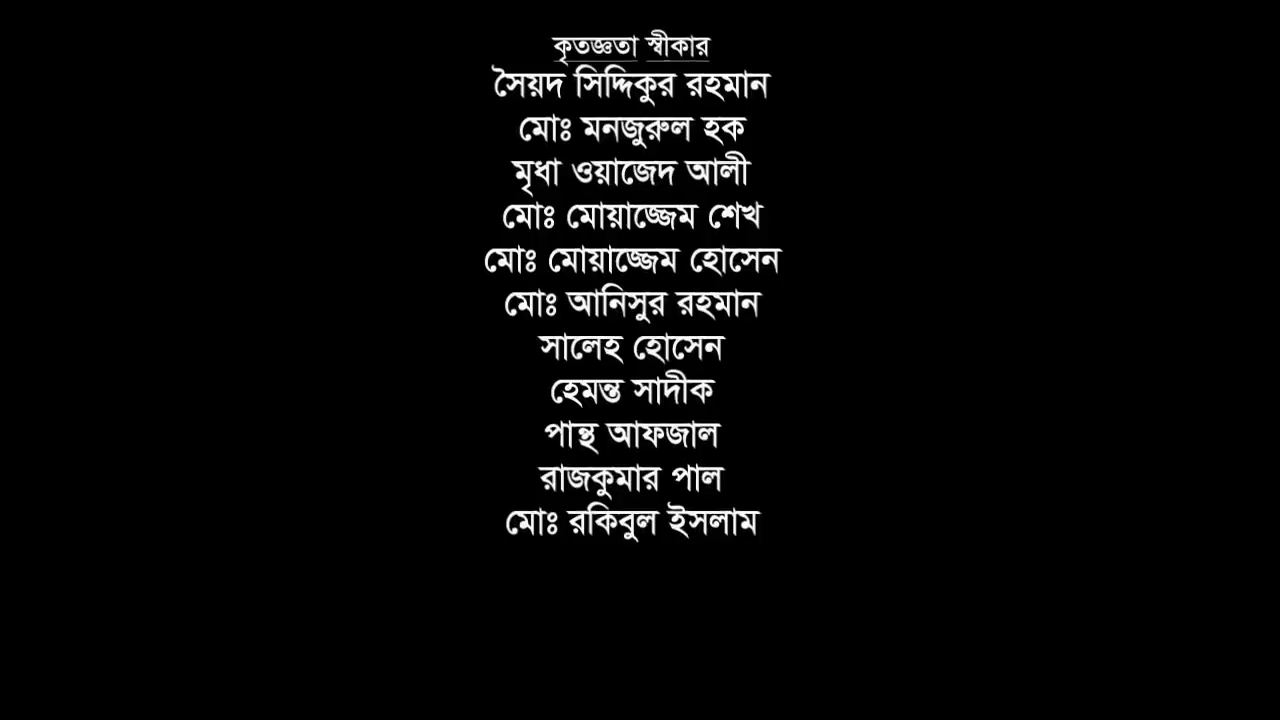 কৃতজ্ঞতা স্বীকার
সৈয়দ সিদ্দিকুর রহমান
মোঃ মনজুরুল হক
মৃধা ওয়াজেদ আলী
মোঃ মোয়াজ্জেম শেখ
মোঃ মোয়াজ্জেম হোসেন
মোঃ আনিসুর রহমান
সালেহ হোসেন
হেমন্ত সাদীক
পান্থ আফজাল
রাজকুমার পাল
মোঃ রকিবুল ইসলাম